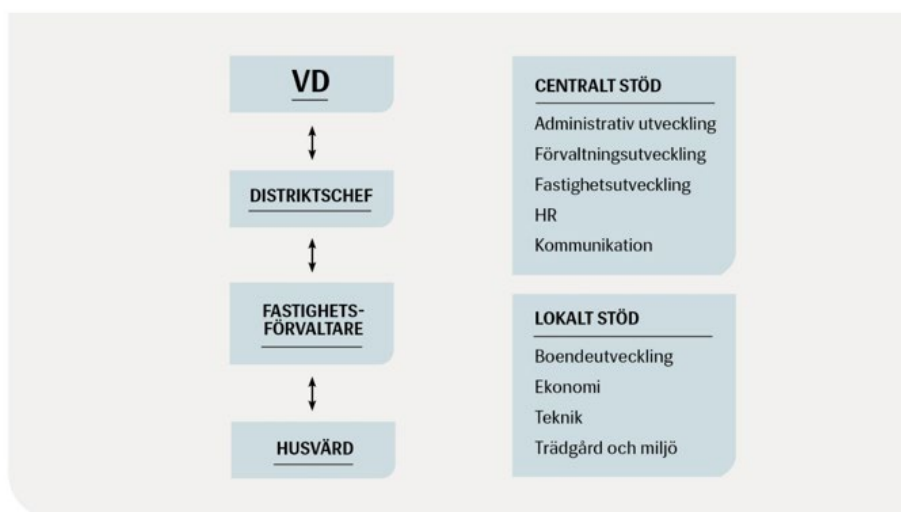 VD
DISTRIKTSCHEF
FASTIGHETS-
FÖRVALTARE
HUSVÄRD
CENTRALT STÖD
Administrativ utveckling
Förvaltningsutveckling
Fastighetsutveckling
HR
Kommunikation
LOKALT STÖD
Boendeutveckling
Ekonomi
Teknik
Trädgård och miljö